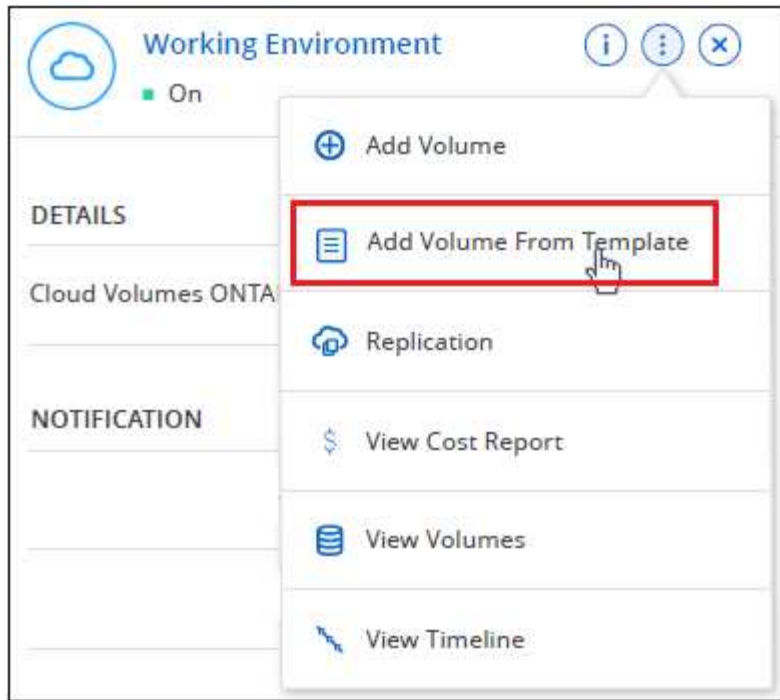 Working Environment
On
Add Volume
DETAILS
Add Volume From Template
Cloud Volumes ONTA
Replication
NOTIFICATION
$ View Cost Report
View Volumes
View Timeline